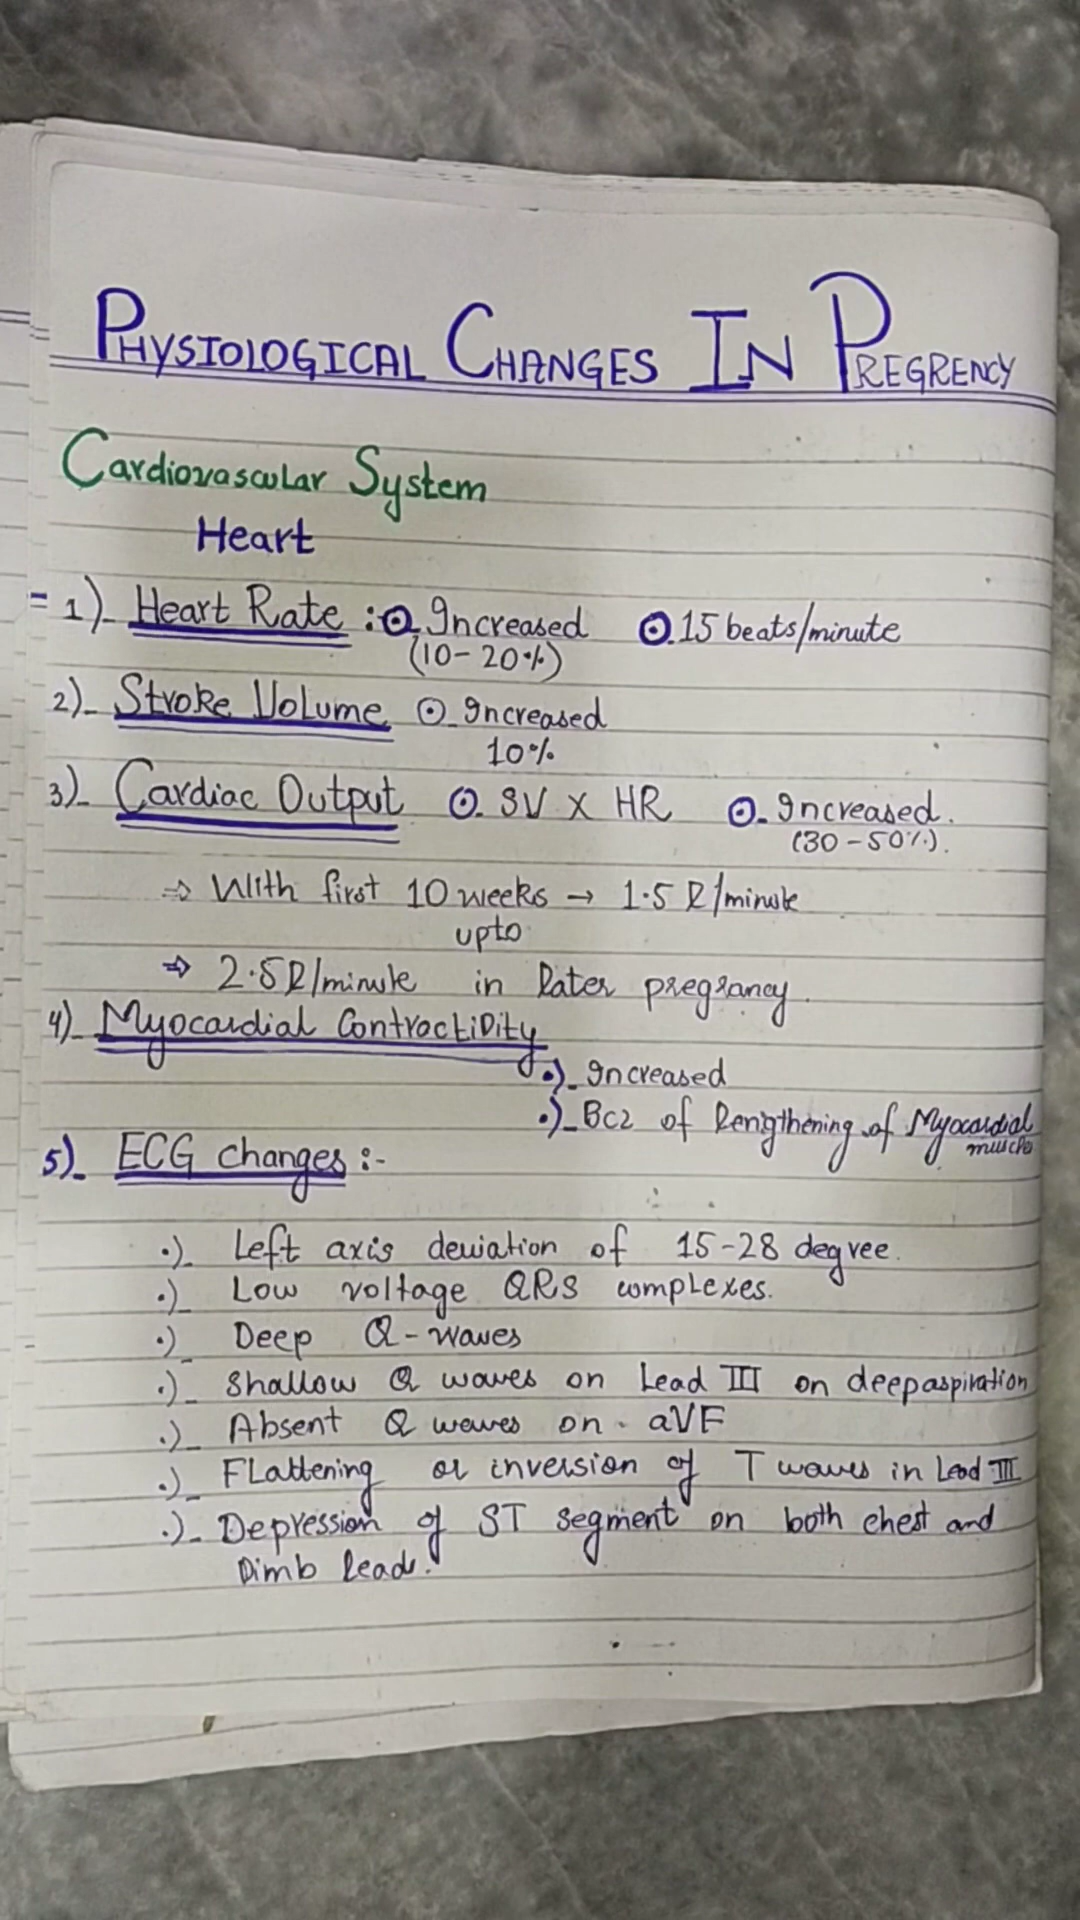 PHYSIOLOGICAL CHANGES IN PREGRENCY
Cardiovascular System
Heart
= 1)_ Heart Rate : ⊙ Increased ⊙ 15 beats/minute
(10-20%)
2)_ Stroke Volume ⊙_ Increased
10%
3)_ Cardiac Output ⊙. SV X HR ⊙_ Increased.
(30-50%).
⇒ With first 10 weeks → 1.5 l/minute
upto
⇒ 2.5 l/minute in later pregrancy.
4)_ Myocardial Contractility
•)_ Increased
•)_ Bcz of lengthening of Myocardial
muscle
5)_ ECG changes :-
•)_ Left axis deviation of 15-28 degree.
•)_ Low voltage QRS complexes.
•)_ Deep Q-waves
•)_ Shallow Q waves on Lead III on deepaspiration
•)_ Absent Q waves on aVF
•)_ Flattening or inversion of T waves in Lead III
•)_ Depression of ST segment on both chest and
limb leads.